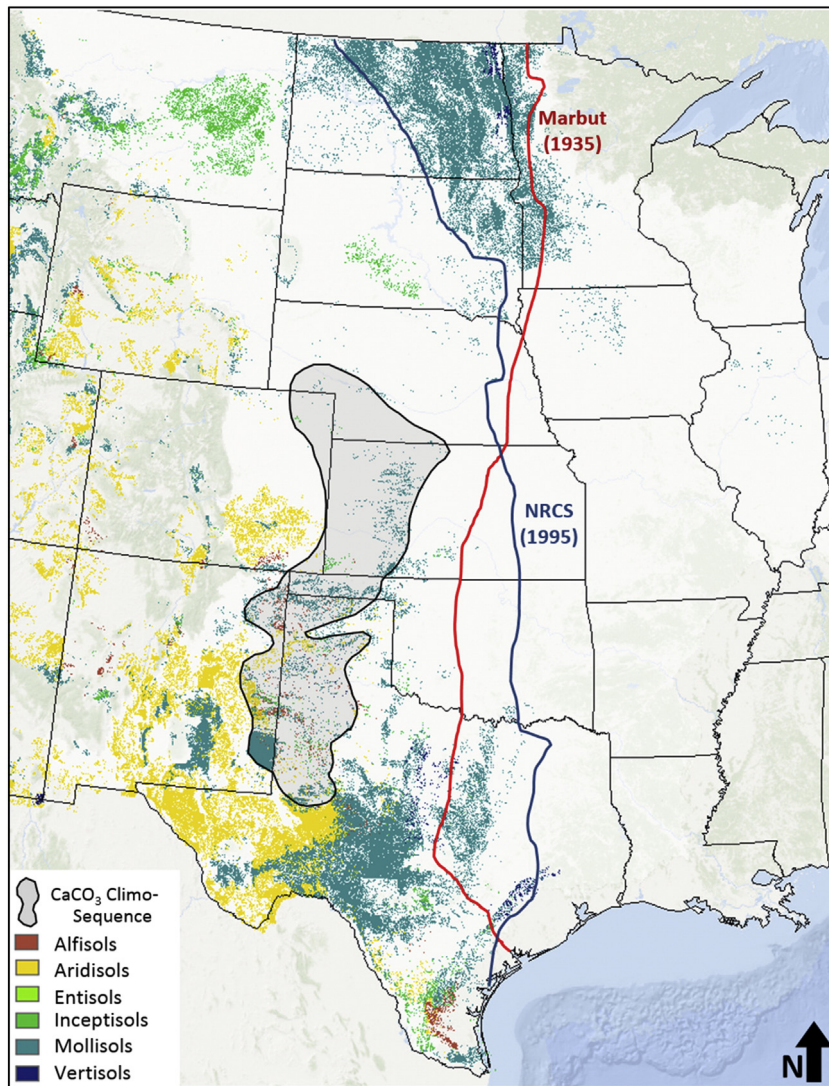 Marbut
(1935)
NRCS
(1995)
CaCO₃ Climo-
Sequence
Alfisols
Aridisols
Entisols
Inceptisols
Mollisols
Vertisols
N